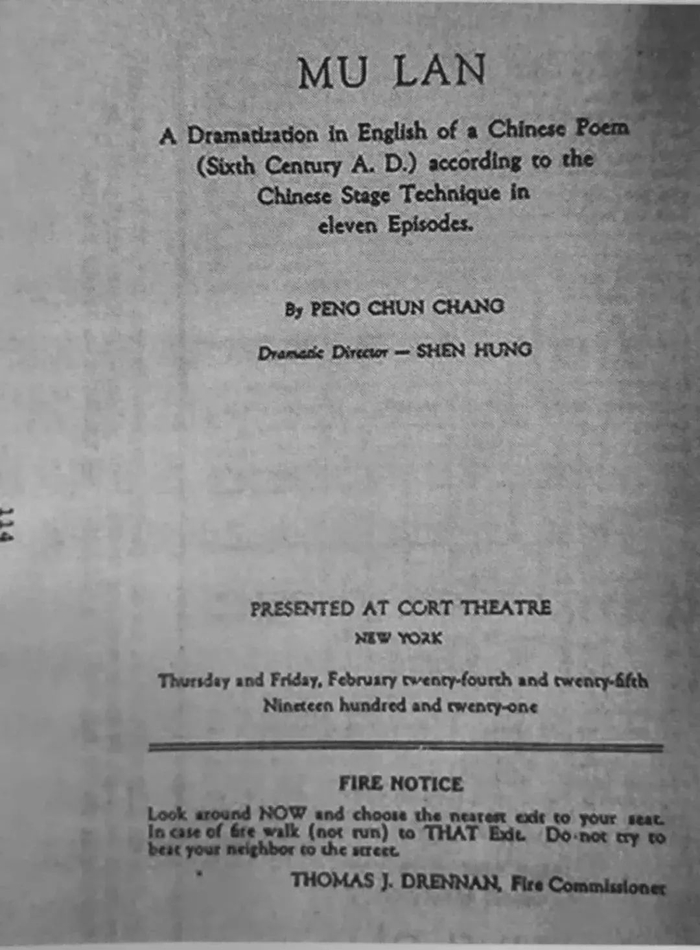 MU LAN
A Dramatization in English of a Chinese Poem
(Sixth Century A. D.) according to the
Chinese Stage Technique in
eleven Episodes.
By PENG CHUN CHANG
Dramatic Director — SHEN HUNG
114
PRESENTED AT CORT THEATRE
NEW YORK
Thursday and Friday, February twenty-fourth and twenty-fifth
Nineteen hundred and twenty-one
FIRE NOTICE
Look around NOW and choose the nearest exit to your seat.
In case of fire walk (not run) to THAT Exit. Do not try to
beat your neighbor to the street.
THOMAS J. DRENNAN, Fire Commissioner